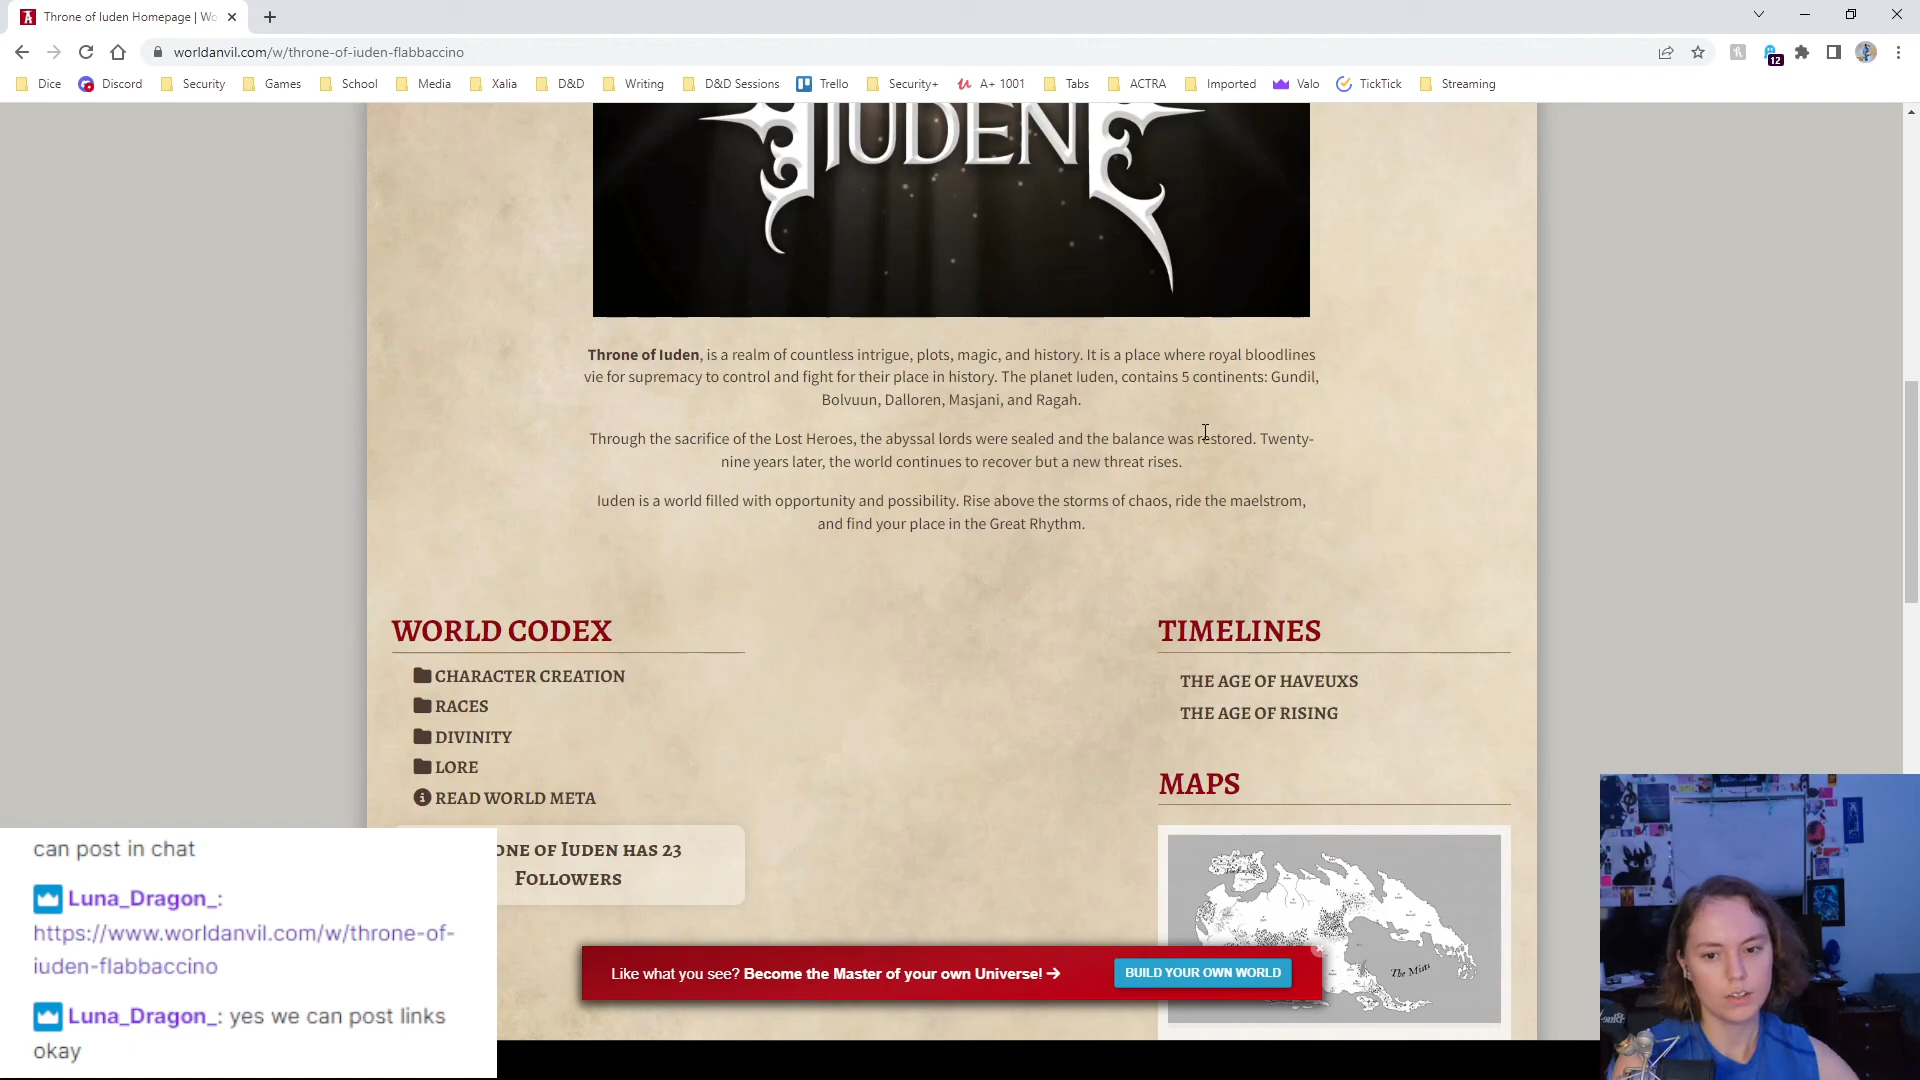 Throne of Iuden Homepage | Wo
worldanvil.com/w/throne-of-iuden-flabbaccino
12
Dice Discord Security Games School Media Xalia D&D Writing D&D Sessions Trello Security+ A+ 1001 Tabs ACTRA Imported Valo TickTick Streaming
IUDEN
Throne of Iuden, is a realm of countless intrigue, plots, magic, and history. It is a place where royal bloodlines
vie for supremacy to control and fight for their place in history. The planet Iuden, contains 5 continents: Gundil,
Bolvuun, Dalloren, Masjani, and Ragah.
Through the sacrifice of the Lost Heroes, the abyssal lords were sealed and the balance was restored. Twenty-
nine years later, the world continues to recover but a new threat rises.
Iuden is a world filled with opportunity and possibility. Rise above the storms of chaos, ride the maelstrom,
and find your place in the Great Rhythm.
WORLD CODEX
CHARACTER CREATION
RACES
DIVINITY
LORE
READ WORLD META
ONE OF IUDEN HAS 23
FOLLOWERS
TIMELINES
THE AGE OF HAVEUXS
THE AGE OF RISING
MAPS
The Misti
Like what you see? Become the Master of your own Universe! →
BUILD YOUR OWN WORLD
can post in chat
Luna_Dragon_:
https://www.worldanvil.com/w/throne-of-
iuden-flabbaccino
Luna_Dragon_: yes we can post links
okay